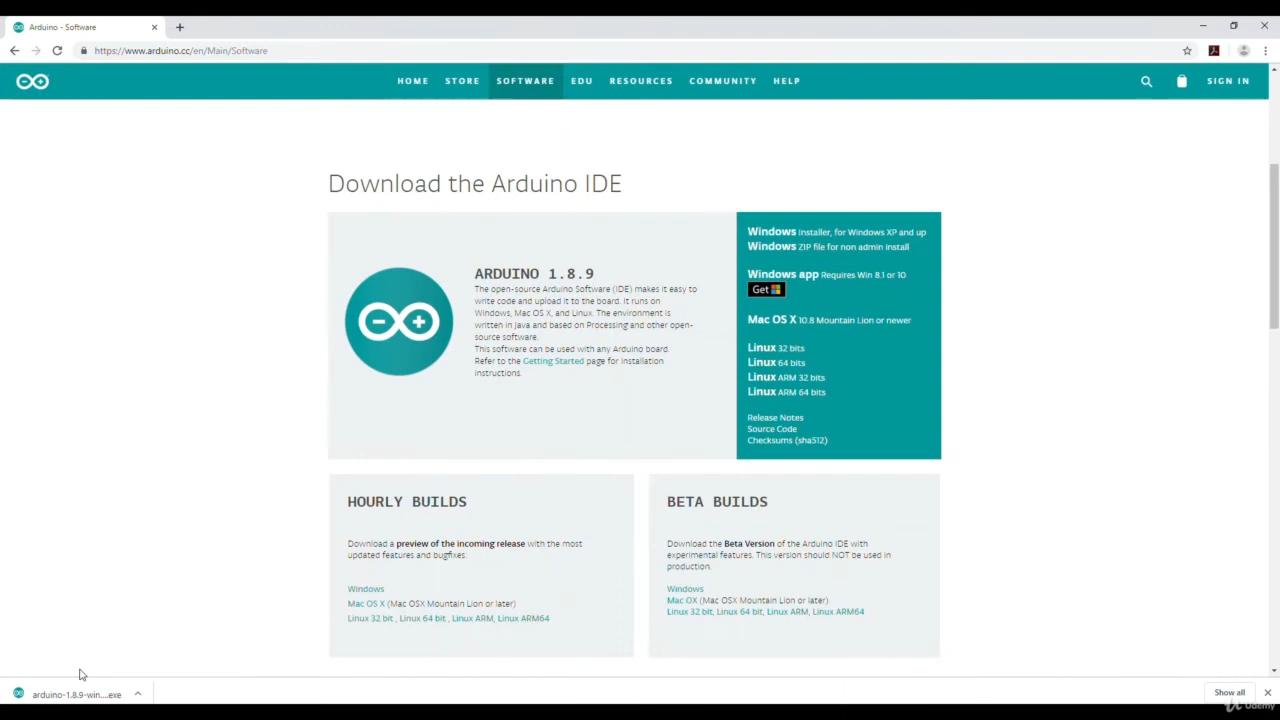 Arduino - Software
https://www.arduino.cc/en/Main/Software
HOME STORE SOFTWARE EDU RESOURCES COMMUNITY HELP SIGN IN
Download the Arduino IDE
ARDUINO 1.8.9
The open-source Arduino Software (IDE) makes it easy to
write code and upload it to the board. It runs on
Windows, Mac OS X, and Linux. The environment is
written in Java and based on Processing and other open-
source software.
This software can be used with any Arduino board.
Refer to the Getting Started page for Installation
instructions.
Windows Installer, for Windows XP and up
Windows ZIP file for non admin install
Windows app Requires Win 8.1 or 10
Get
Mac OS X 10.8 Mountain Lion or newer
Linux 32 bits
Linux 64 bits
Linux ARM 32 bits
Linux ARM 64 bits
Release Notes
Source Code
Checksums (sha512)
HOURLY BUILDS
Download a preview of the incoming release with the most
updated features and bugfixes.
Windows
Mac OS X (Mac OSX Mountain Lion or later)
Linux 32 bit , Linux 64 bit , Linux ARM, Linux ARM64
BETA BUILDS
Download the Beta Version of the Arduino IDE with
experimental features. This version should NOT be used in
production.
Windows
Mac OX (Mac OSX Mountain Lion or later)
Linux 32 bit, Linux 64 bit, Linux ARM, Linux ARM64
arduino-1.8.9-win....exe
Show all
Udemy